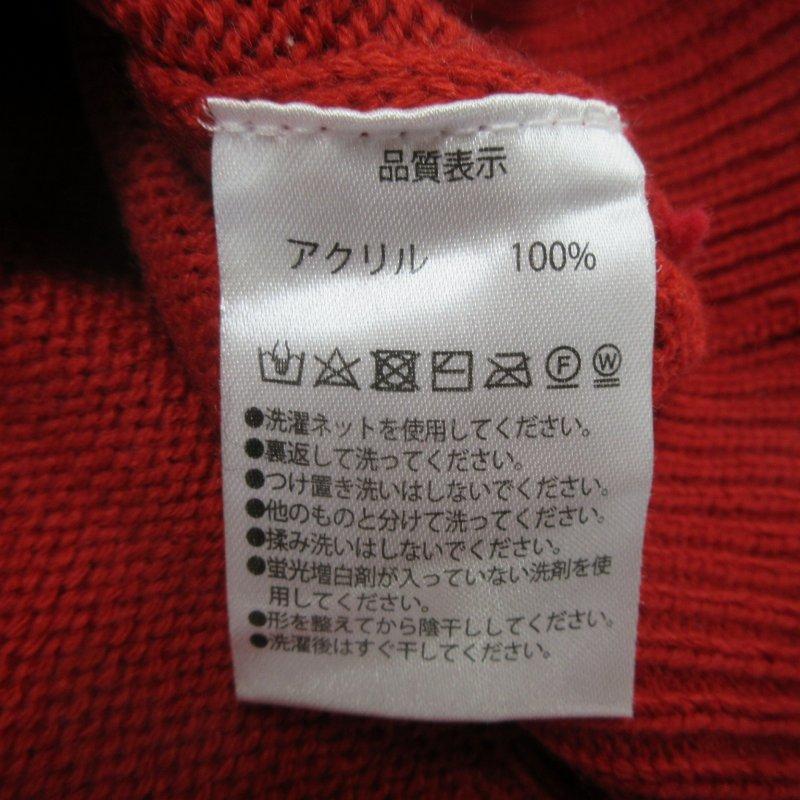 品質表示
アクリル 100%
F W
●洗濯ネットを使用してください。
●裏返して洗ってください。
●つけ置き洗いはしないでください。
●他のものと分けて洗ってください。
●揉み洗いはしないでください。
●蛍光増白剤が入っていない洗剤を使
用してください。
●形を整えてから陰干ししてください。
●洗濯後はすぐ干してください。